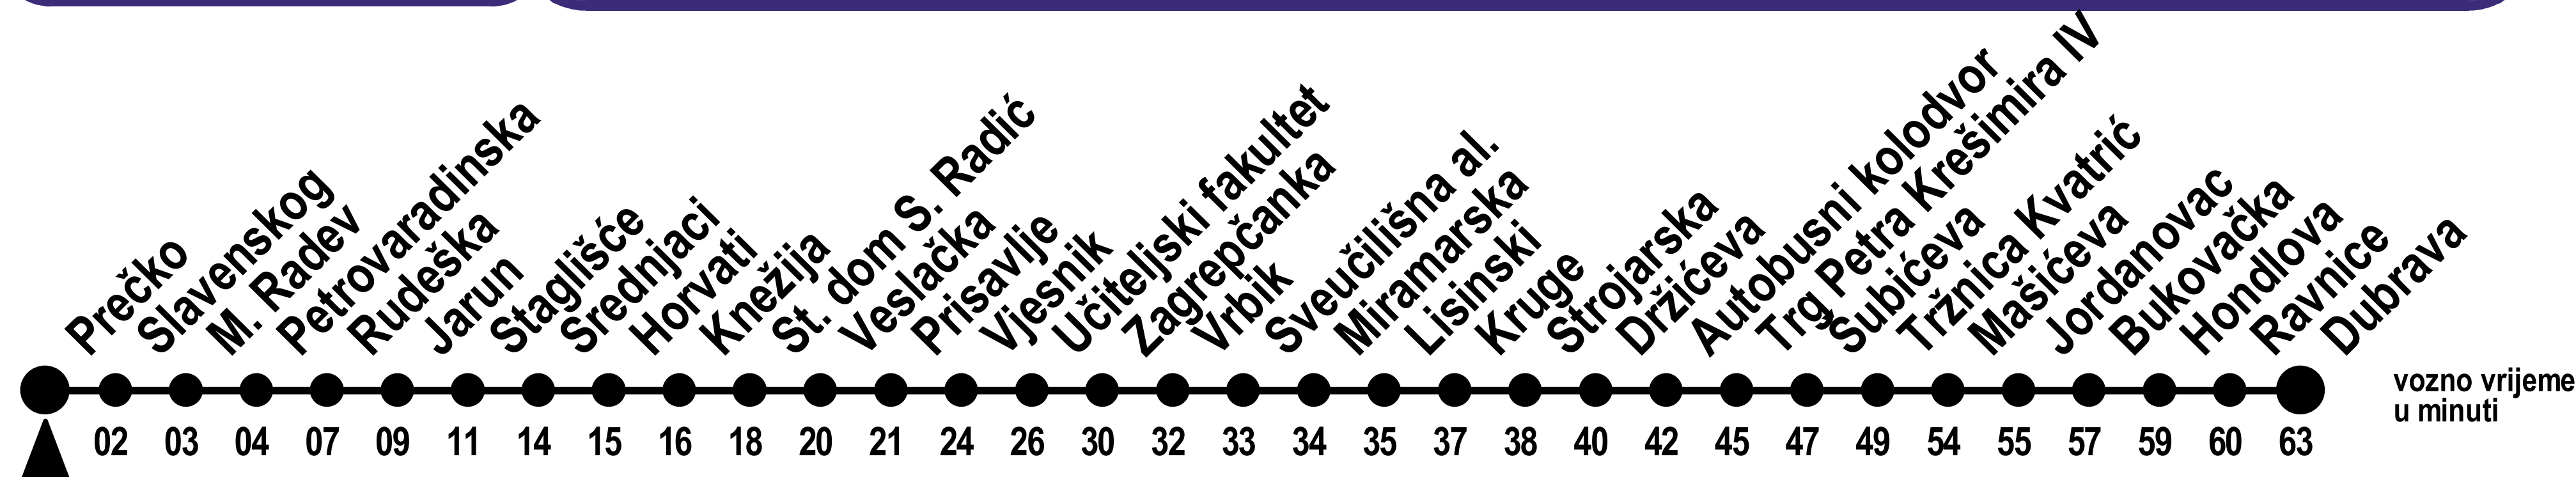 Prečko
Slavenskog
M. Radev
Petrovaradinska
Rudeška
Jarun
Staglišće
Srednjaci
Horvati
Knežija
St. dom S. Radić
Veslačka
Prisavlje
Vjesnik
Učiteljski fakultet
Zagrepčanka
Vrbik
Sveučilišna al.
Miramarska
Lisinski
Kruge
Strojarska
Držićeva
Autobusni kolodvor
Trg Petra Krešimira IV
Šubićeva
Tržnica Kvatrić
Mašićeva
Jordanovac
Bukovačka
Hondlova
Ravnice
Dubrava
02 03 04 07 09 11 14 15 16 18 20 21 24 26 30 32 33 34 35 37 38 40 42 45 47 49 54 55 57 59 60 63
vozno vrijeme
u minuti